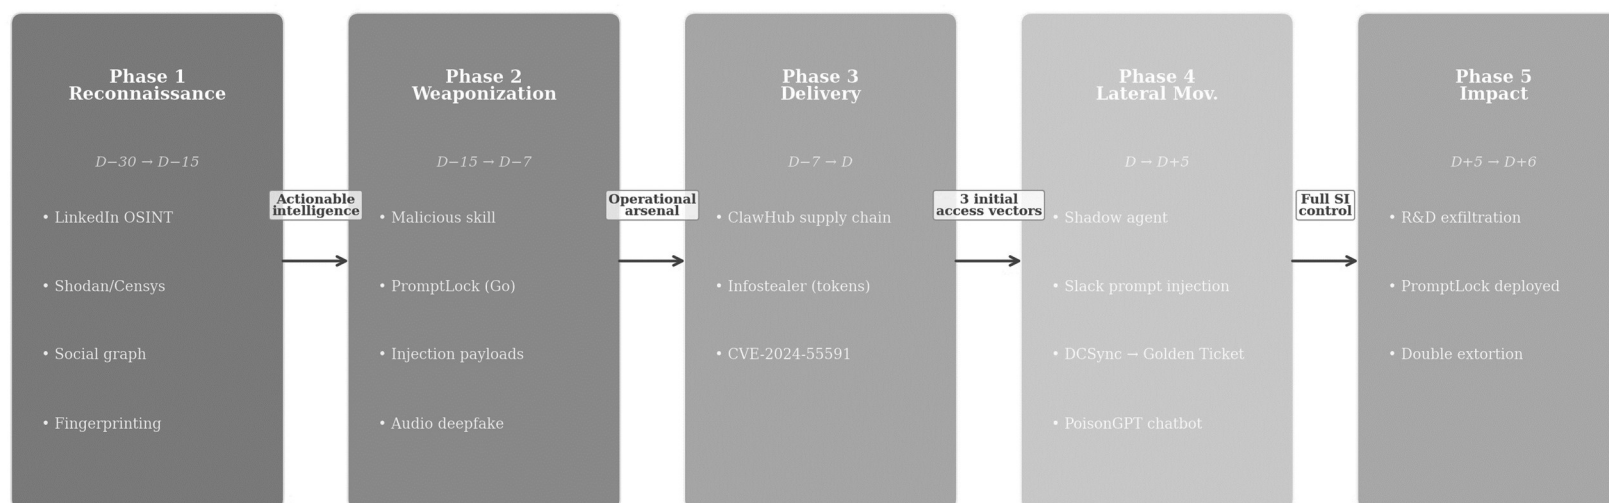 Phase 1
Reconnaissance
D−30 → D−15
• LinkedIn OSINT
• Shodan/Censys
• Social graph
• Fingerprinting
Actionable
intelligence
Phase 2
Weaponization
D−15 → D−7
• Malicious skill
• PromptLock (Go)
• Injection payloads
• Audio deepfake
Operational
arsenal
Phase 3
Delivery
D−7 → D
• ClawHub supply chain
• Infostealer (tokens)
• CVE-2024-55591
3 initial
access vectors
Phase 4
Lateral Mov.
D → D+5
• Shadow agent
• Slack prompt injection
• DCSync → Golden Ticket
• PoisonGPT chatbot
Full SI
control
Phase 5
Impact
D+5 → D+6
• R&D exfiltration
• PromptLock deployed
• Double extortion